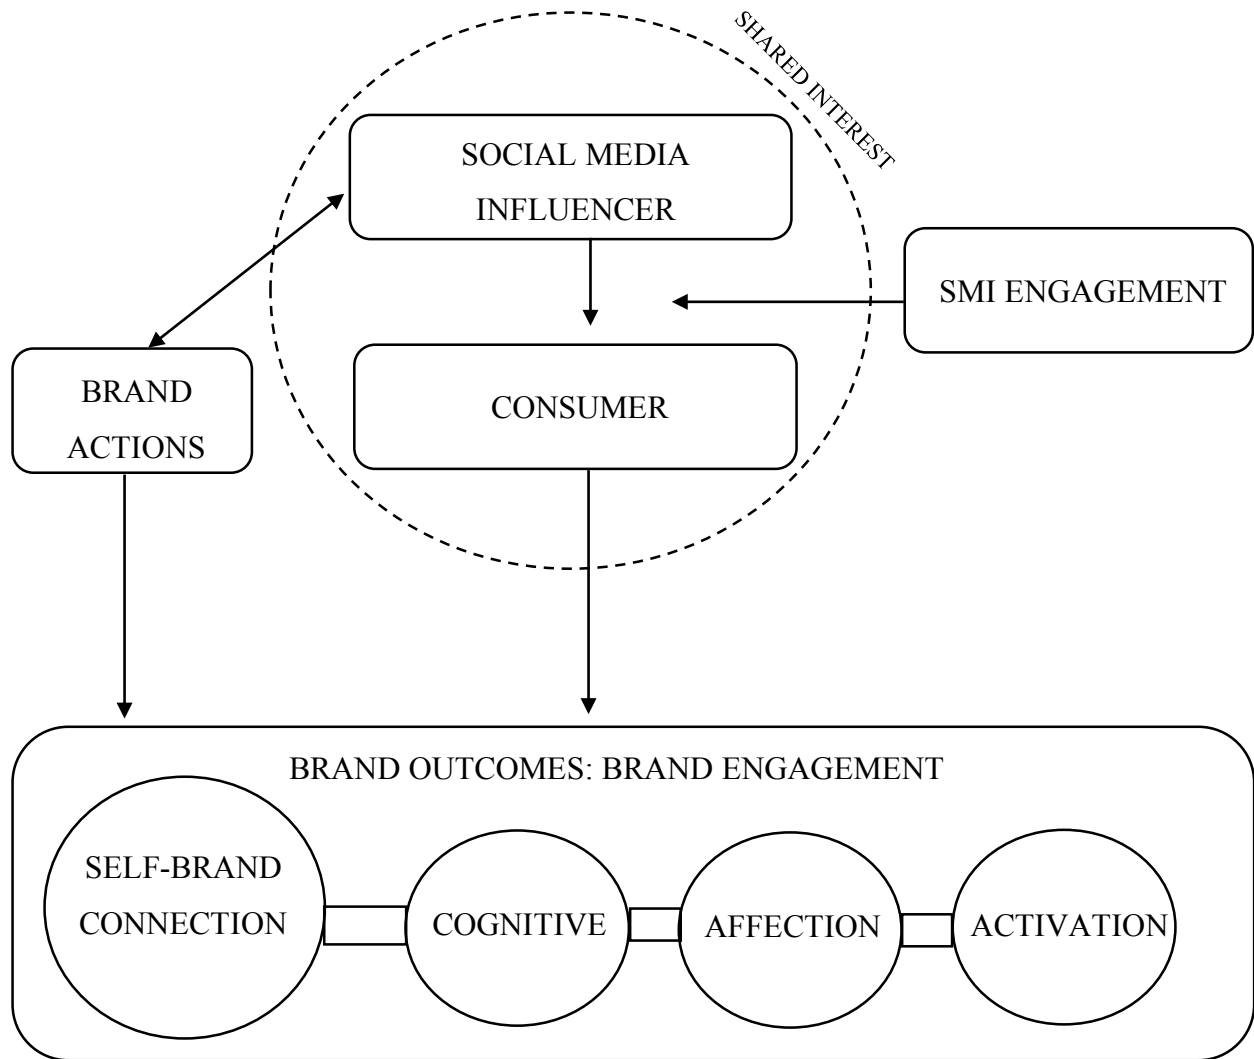 SHARED INTEREST
SOCIAL MEDIA
INFLUENCER
SMI ENGAGEMENT
BRAND
ACTIONS
CONSUMER
BRAND OUTCOMES: BRAND ENGAGEMENT
SELF-BRAND
CONNECTION
COGNITIVE
AFFECTION
ACTIVATION